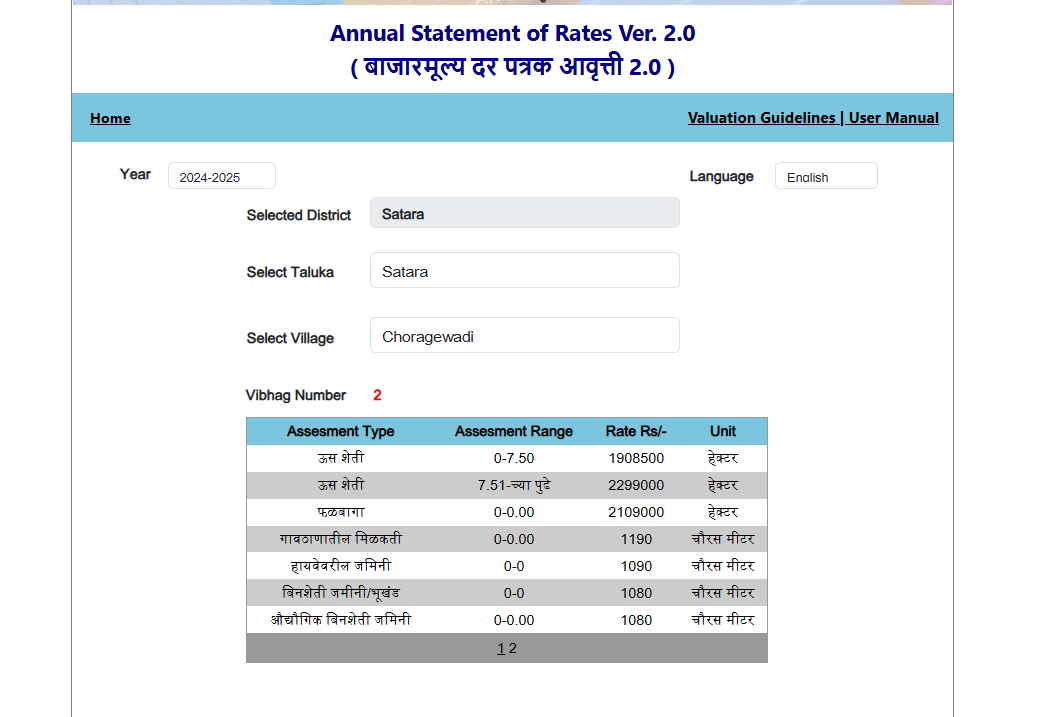 Annual Statement of Rates Ver. 2.0
( बाजारमूल्य दर पत्रक आवृत्ती 2.0 )
Home Valuation Guidelines | User Manual
Year 2024-2025 Language English
Selected District Satara
Select Taluka Satara
Select Village Choragewadi
Vibhag Number 2
Assesment Type Assesment Range Rate Rs/- Unit
ऊस शेती 0-7.50 1908500 हेक्टर
ऊस शेती 7.51-च्या पुढे 2299000 हेक्टर
फळबागा 0-0.00 2109000 हेक्टर
गावठाणातील मिळकती 0-0.00 1190 चौरस मीटर
हायवेवरील जमिनी 0-0 1090 चौरस मीटर
बिनशेती जमीनी/भूखंड 0-0 1080 चौरस मीटर
औद्यौगिक बिनशेती जमिनी 0-0.00 1080 चौरस मीटर
1 2